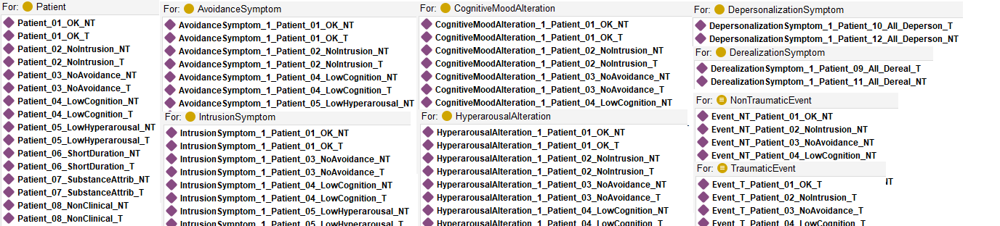 For: Patient
Patient_01_OK_NT
Patient_01_OK_T
Patient_02_NoIntrusion_NT
Patient_02_NoIntrusion_T
Patient_03_NoAvoidance_NT
Patient_03_NoAvoidance_T
Patient_04_LowCognition_NT
Patient_04_LowCognition_T
Patient_05_LowHyperarousal_NT
Patient_05_LowHyperarousal_T
Patient_06_ShortDuration_NT
Patient_06_ShortDuration_T
Patient_07_SubstanceAttrib_NT
Patient_07_SubstanceAttrib_T
Patient_08_NonClinical_NT
Patient_08_NonClinical_T
For: AvoidanceSymptom
AvoidanceSymptom_1_Patient_01_OK_NT
AvoidanceSymptom_1_Patient_01_OK_T
AvoidanceSymptom_1_Patient_02_NoIntrusion_NT
AvoidanceSymptom_1_Patient_02_NoIntrusion_T
AvoidanceSymptom_1_Patient_04_LowCognition_NT
AvoidanceSymptom_1_Patient_04_LowCognition_T
AvoidanceSymptom_1_Patient_05_LowHyperarousal_NT
For: IntrusionSymptom
IntrusionSymptom_1_Patient_01_OK_NT
IntrusionSymptom_1_Patient_01_OK_T
IntrusionSymptom_1_Patient_03_NoAvoidance_NT
IntrusionSymptom_1_Patient_03_NoAvoidance_T
IntrusionSymptom_1_Patient_04_LowCognition_NT
IntrusionSymptom_1_Patient_04_LowCognition_T
IntrusionSymptom_1_Patient_05_LowHyperarousal_NT
IntrusionSymptom_1_Patient_05_LowHyperarousal_T
For: CognitiveMoodAlteration
CognitiveMoodAlteration_1_Patient_01_OK_NT
CognitiveMoodAlteration_1_Patient_01_OK_T
CognitiveMoodAlteration_1_Patient_02_NoIntrusion_NT
CognitiveMoodAlteration_1_Patient_02_NoIntrusion_T
CognitiveMoodAlteration_1_Patient_03_NoAvoidance_NT
CognitiveMoodAlteration_1_Patient_03_NoAvoidance_T
CognitiveMoodAlteration_1_Patient_04_LowCognition_NT
For: HyperarousalAlteration
HyperarousalAlteration_1_Patient_01_OK_NT
HyperarousalAlteration_1_Patient_01_OK_T
HyperarousalAlteration_1_Patient_02_NoIntrusion_NT
HyperarousalAlteration_1_Patient_02_NoIntrusion_T
HyperarousalAlteration_1_Patient_03_NoAvoidance_NT
HyperarousalAlteration_1_Patient_03_NoAvoidance_T
HyperarousalAlteration_1_Patient_04_LowCognition_NT
HyperarousalAlteration_1_Patient_04_LowCognition_T
For: DepersonalizationSymptom
DepersonalizationSymptom_1_Patient_10_All_Deperson_T
DepersonalizationSymptom_1_Patient_12_All_Deperson_NT
For: DerealizationSymptom
DerealizationSymptom_1_Patient_09_All_Dereal_T
DerealizationSymptom_1_Patient_11_All_Dereal_NT
For: NonTraumaticEvent
Event_NT_Patient_01_OK_NT
Event_NT_Patient_02_NoIntrusion_NT
Event_NT_Patient_03_NoAvoidance_NT
Event_NT_Patient_04_LowCognition_NT
For: TraumaticEvent
Event_T_Patient_01_OK_T
Event_T_Patient_02_NoIntrusion_T
Event_T_Patient_03_NoAvoidance_T
Event_T_Patient_04_LowCognition_T